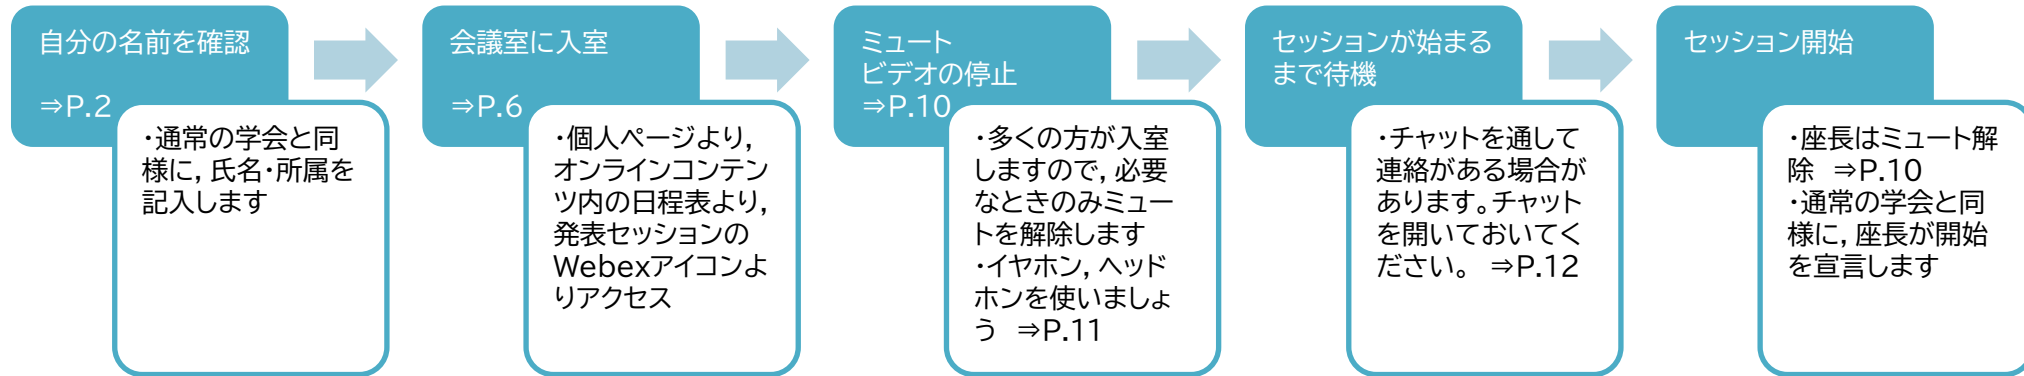 自分の名前を確認
⇒P.2
・通常の学会と同
様に，氏名・所属を
記入します
会議室に入室
⇒P.6
・個人ページより，
オンラインコンテン
ツ内の日程表より，
発表セッションの
Webexアイコンよ
りアクセス
ミュート
ビデオの停止
⇒P.10
・多くの方が入室
しますので，必要
なときのみミュー
トを解除します
・イヤホン，ヘッド
ホンを使いましょ
う　⇒P.11
セッションが始まる
まで待機
・チャットを通して
連絡がある場合が
あります。チャット
を開いておいてく
ださい。　⇒P.12
セッション開始
・座長はミュート解
除　⇒P.10
・通常の学会と同
様に，座長が開始
を宣言します